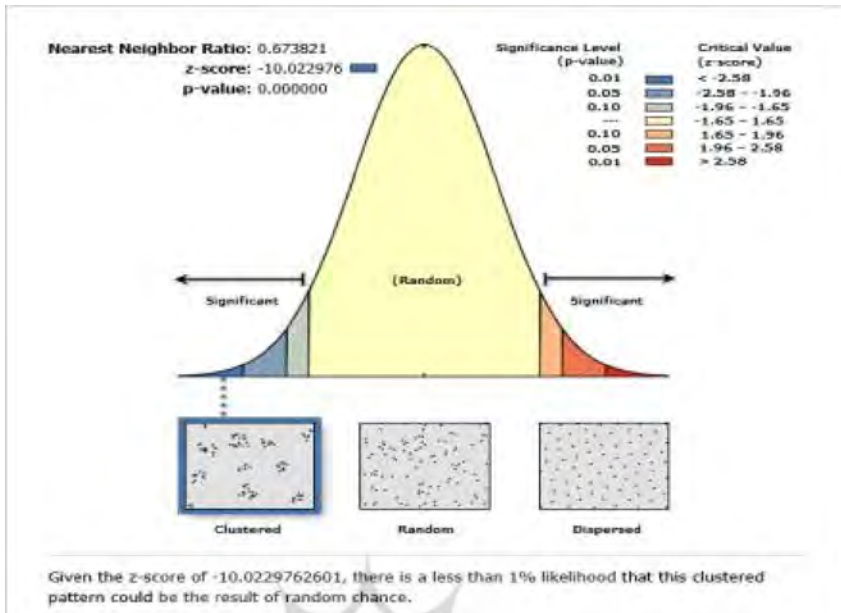 Nearest Neighbor Ratio: 0.673821
z-score: -10.022976
p-value: 0.000000
Significance Level
(p-value)
Critical Value
(z-score)
0.01 < -2.58
0.05 -2.58 - -1.96
0.10 -1.96 - -1.65
---- -1.65 - 1.65
0.10 1.65 - 1.96
0.05 1.96 - 2.58
0.01 > 2.58
(Random)
Significant Significant
Clustered Random Dispersed
Given the z-score of -10.0229762601, there is a less than 1% likelihood that this clustered
pattern could be the result of random chance.